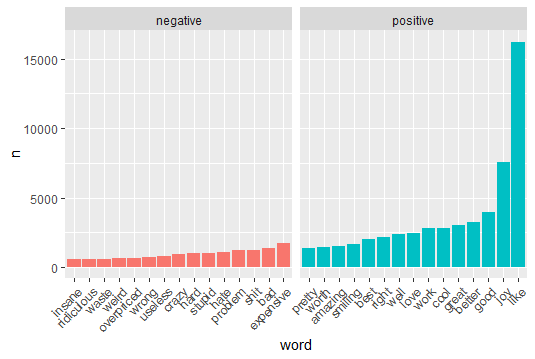 negative positive
15000
10000
5000
0
n
insane ridiculous waste weird overpriced wrong useless crazy hard stupid hate problem shit bad expensive
pretty worth amazing smiling best right well love work cool great better good joy like
word